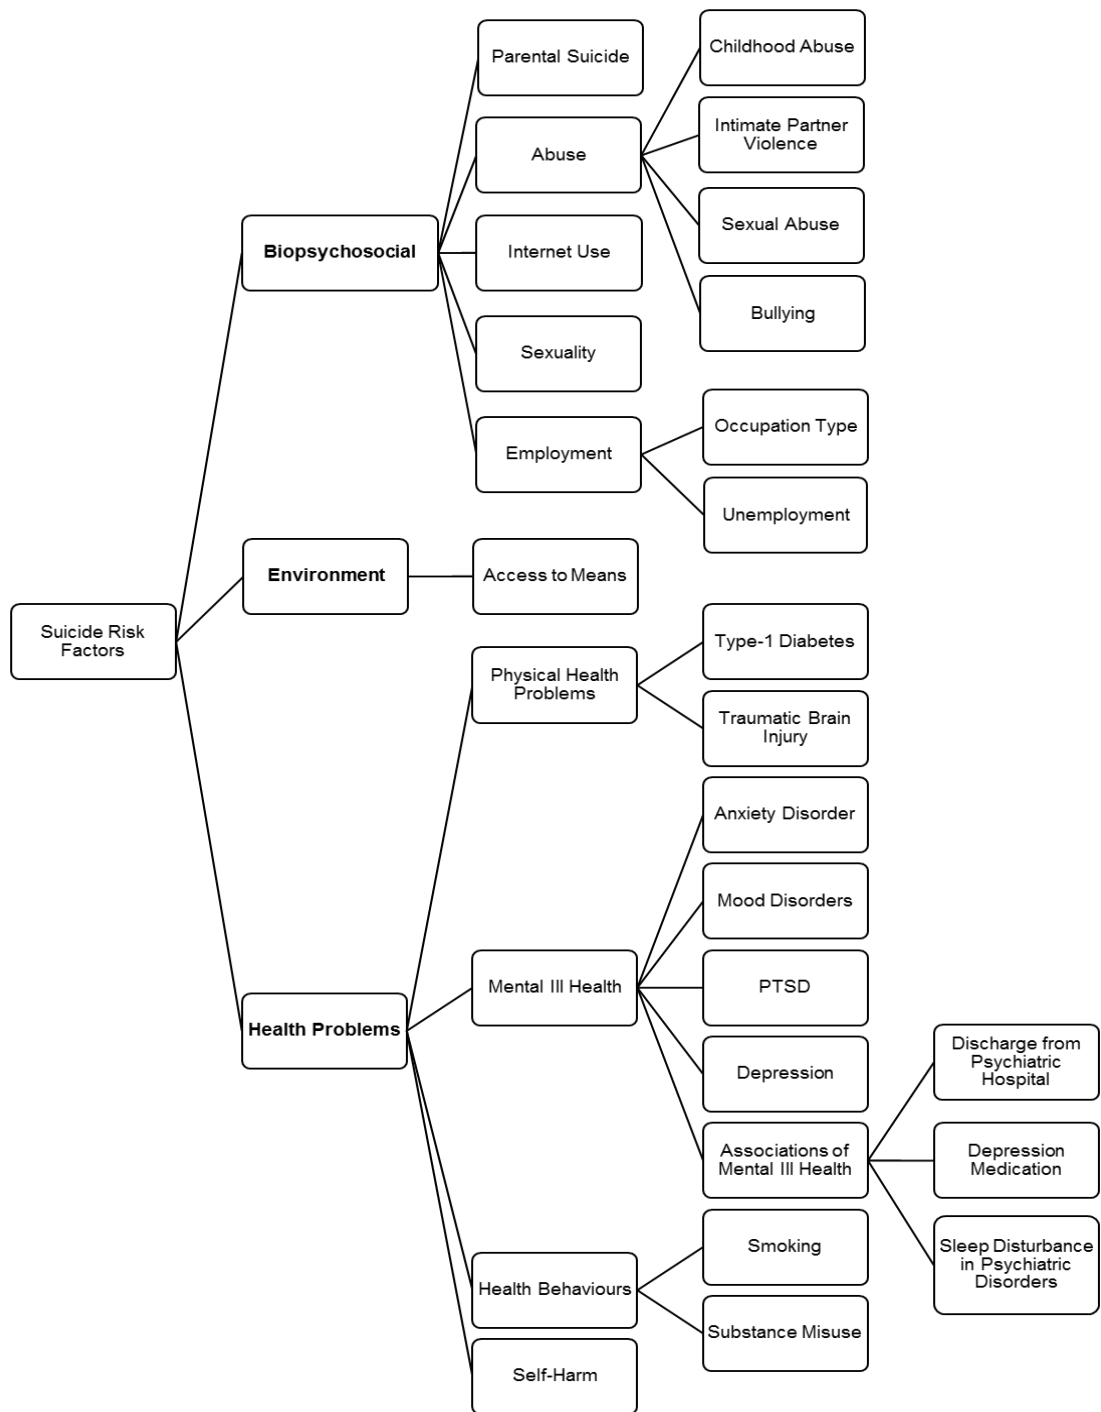 Suicide Risk
Factors
Biopsychosocial
Parental Suicide
Abuse
Childhood Abuse
Intimate Partner
Violence
Sexual Abuse
Bullying
Internet Use
Sexuality
Employment
Occupation Type
Unemployment
Environment
Access to Means
Health Problems
Physical Health
Problems
Type-1 Diabetes
Traumatic Brain
Injury
Mental Ill Health
Anxiety Disorder
Mood Disorders
PTSD
Depression
Associations of
Mental Ill Health
Discharge from
Psychiatric
Hospital
Depression
Medication
Sleep Disturbance
in Psychiatric
Disorders
Health Behaviours
Smoking
Substance Misuse
Self-Harm